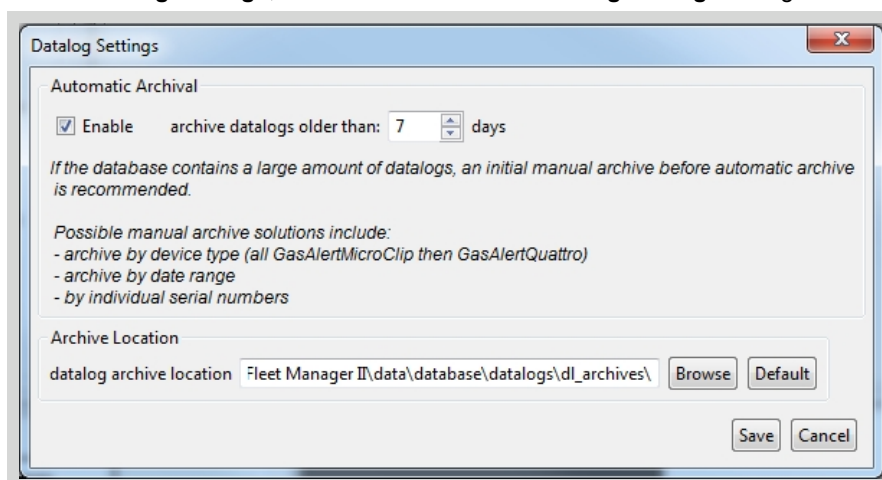 Datalog Settings
Automatic Archival
Enable archive datalogs older than: 7 days
If the database contains a large amount of datalogs, an initial manual archive before automatic archive
is recommended.
Possible manual archive solutions include:
- archive by device type (all GasAlertMicroClip then GasAlertQuattro)
- archive by date range
- by individual serial numbers
Archive Location
datalog archive location Fleet Manager II\data\database\datalogs\dl_archives\ Browse Default
Save Cancel